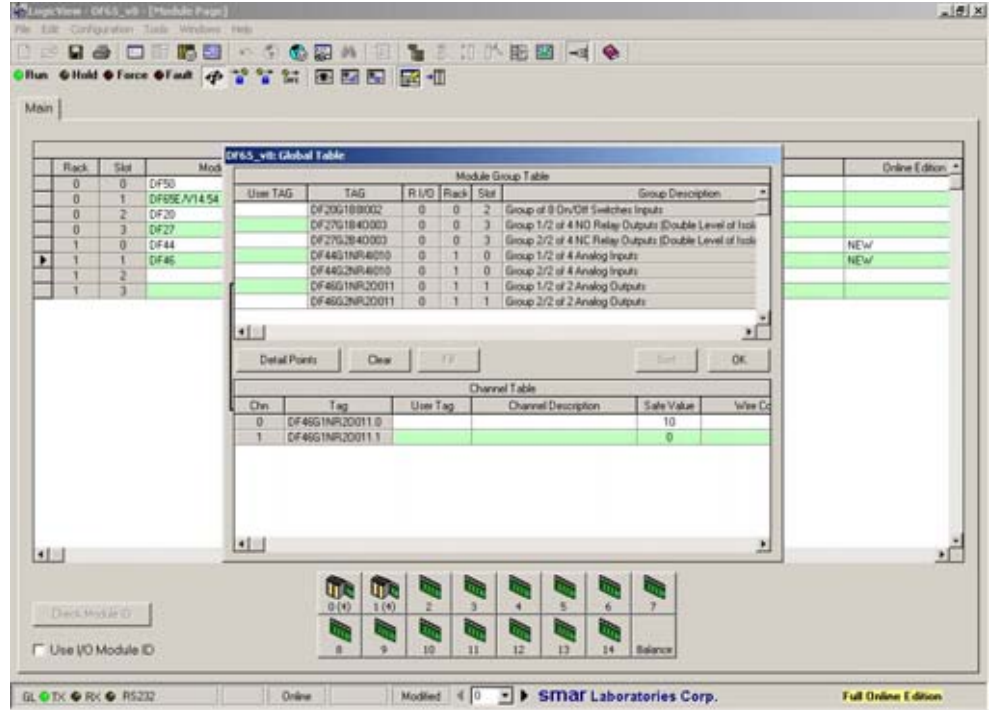 LogicView - DF65_v8 - [Module Page]
File Edit Configuration Tools Windows Help
Run Hold Force Fault
Main
Rack Slot Mod Online Edition
0 0 DF50
0 1 DF65E/V14.54
0 2 DF20
0 3 DF27
1 0 DF44 NEW
1 1 DF46 NEW
1 2
1 3
DF65_v8: Global Table
Module Group Table
User TAG TAG R.I/O Rack Slot Group Description
DF20G1B8I002 0 0 2 Group of 8 On/Off Switches Inputs
DF27G1B4O003 0 0 3 Group 1/2 of 4 NO Relay Outputs (Double Level of Isola
DF27G2B4O003 0 0 3 Group 2/2 of 4 NC Relay Outputs (Double Level of Isola
DF44G1NR4I010 0 1 0 Group 1/2 of 4 Analog Inputs
DF44G2NR4I010 0 1 0 Group 2/2 of 4 Analog Inputs
DF46G1NR2O011 0 1 1 Group 1/2 of 2 Analog Outputs
DF46G2NR2O011 0 1 1 Group 2/2 of 2 Analog Outputs
Detail Points Clear Fill Sort OK
Channel Table
Chn Tag User Tag Channel Description Safe Value Wire Co
0 DF46G1NR2O011.0 10
1 DF46G1NR2O011.1 0
0 (4) 1 (4) 2 3 4 5 6 7
Check Module ID
8 9 10 11 12 13 14 Balance
Use I/O Module ID
GL TX RX RS232 Online Modified 0 smar Laboratories Corp. Full Online Edition